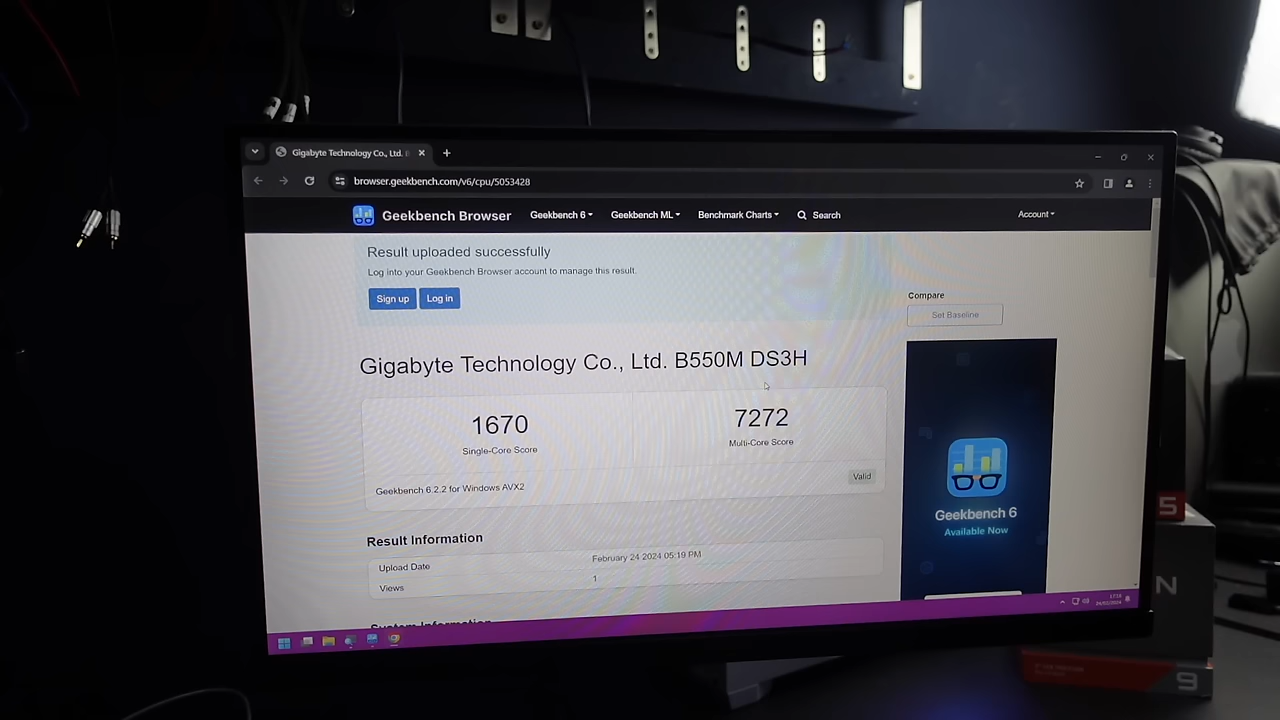 Gigabyte Technology Co., Ltd. B
browser.geekbench.com/v6/cpu/5053428
Geekbench Browser
Geekbench 6
Geekbench ML
Benchmark Charts
Search
Account
Result uploaded successfully
Log into your Geekbench Browser account to manage this result.
Sign up
Log in
Compare
Set Baseline
Gigabyte Technology Co., Ltd. B550M DS3H
1670
Single-Core Score
7272
Multi-Core Score
Geekbench 6.2.2 for Windows AVX2
Valid
Geekbench 6
Available Now
Result Information
Upload Date
February 24 2024 05:19 PM
Views
1
System Information
5
N
9